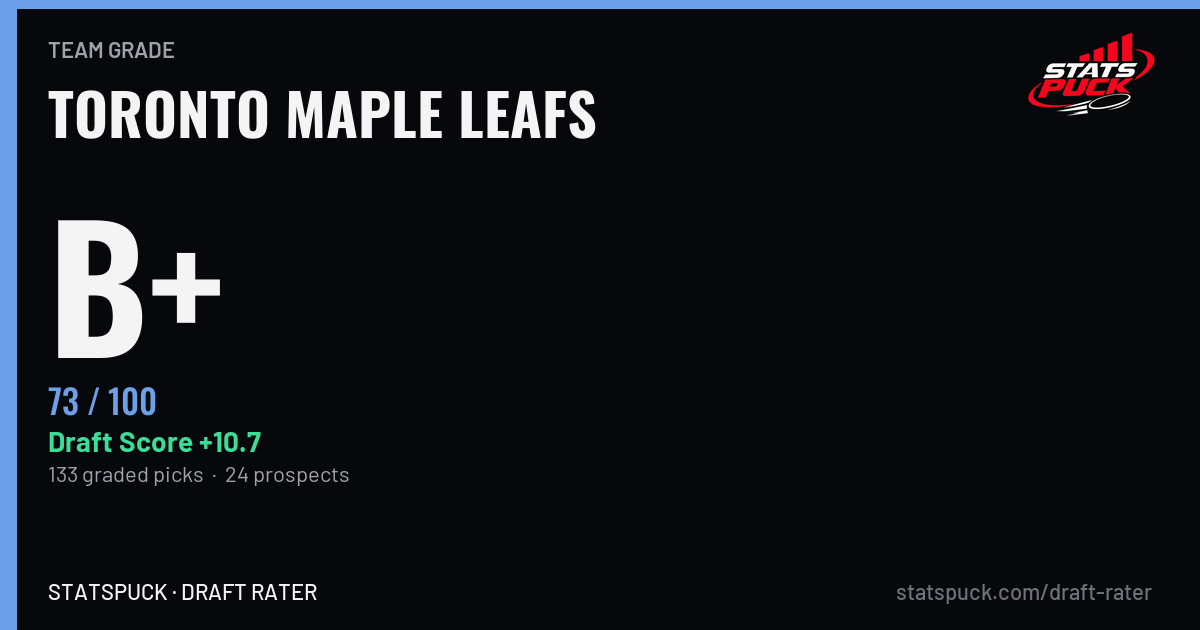 TEAM GRADE
STATS
PUCK
TORONTO MAPLE LEAFS
B+
73 / 100
Draft Score +10.7
133 graded picks · 24 prospects
STATSPUCK · DRAFT RATER
statspuck.com/draft-rater